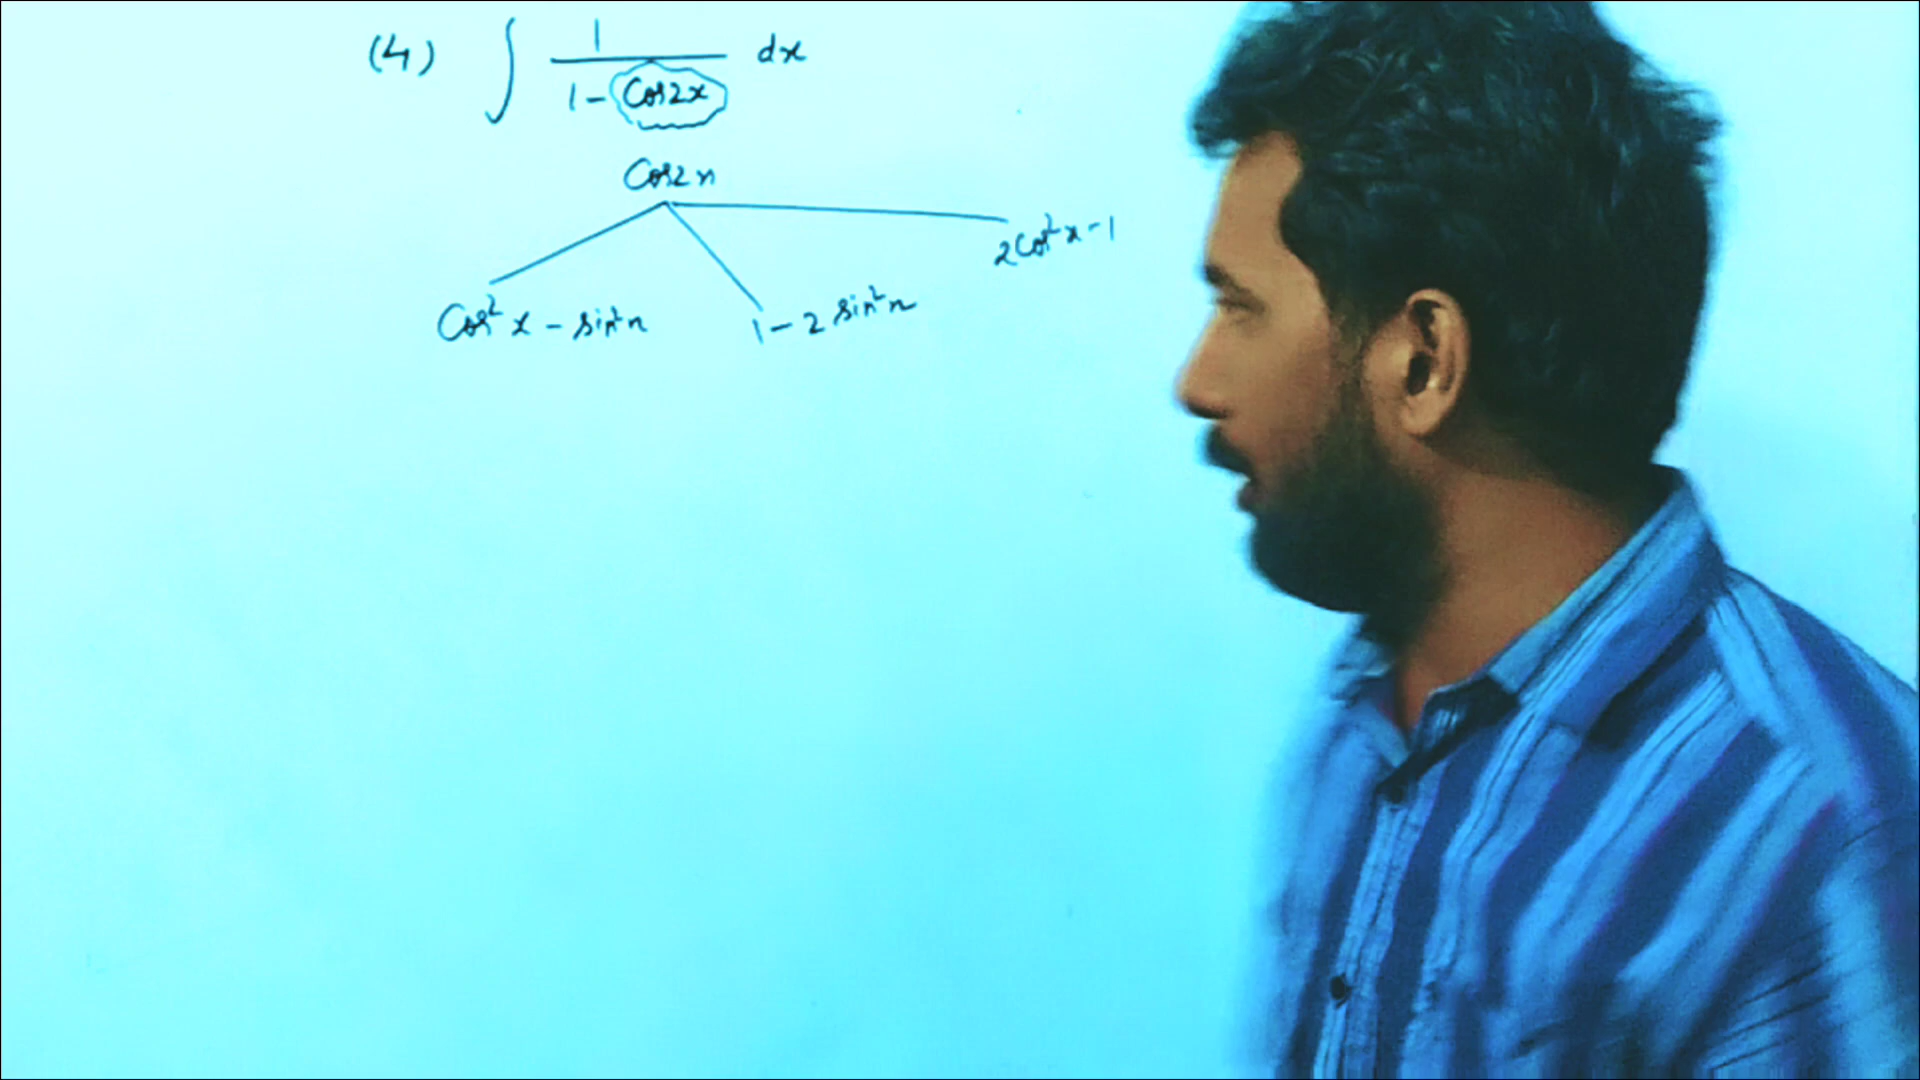 (4) ∫ 1 / (1 - Cos2x) dx
Cos2x
2Cos²x - 1
Cos²x - sin²x
1 - 2 sin²x